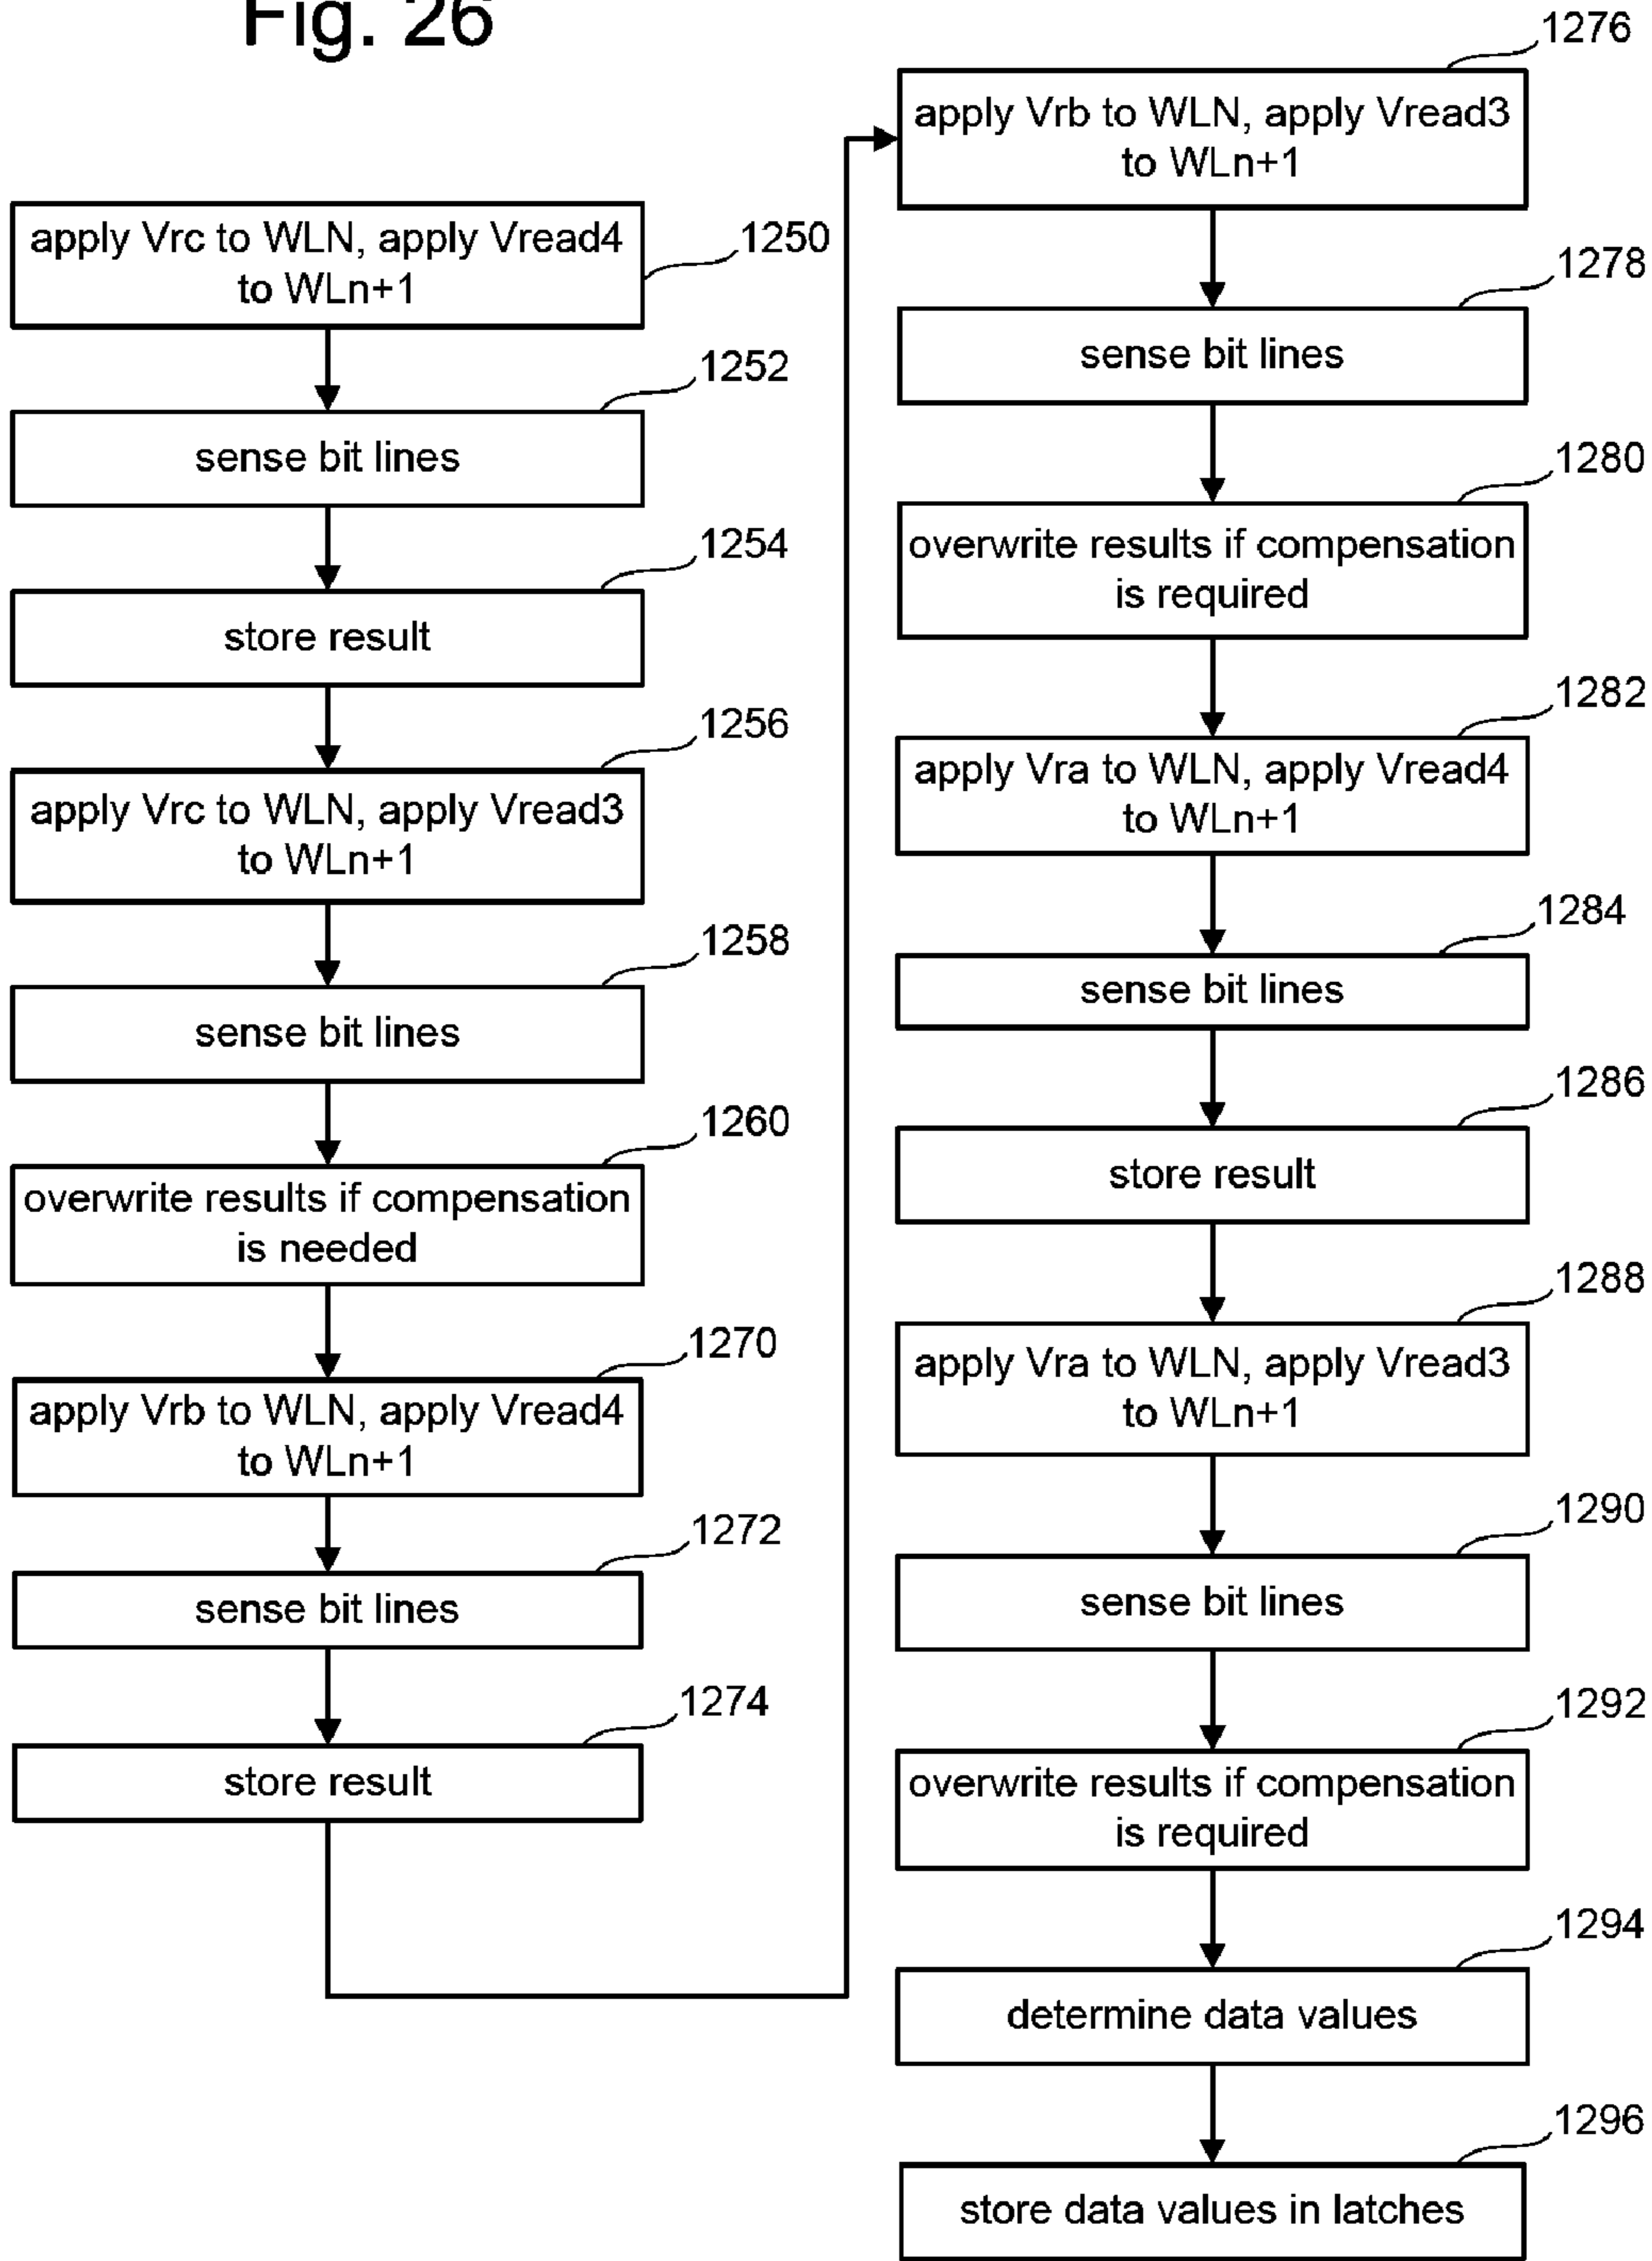 Fig. 26
apply Vrc to WLN, apply Vread4
to WLn+1
1250
sense bit lines
1252
store result
1254
apply Vrc to WLN, apply Vread3
to WLn+1
1256
sense bit lines
1258
overwrite results if compensation
is needed
1260
apply Vrb to WLN, apply Vread4
to WLn+1
1270
sense bit lines
1272
store result
1274
apply Vrb to WLN, apply Vread3
to WLn+1
1276
sense bit lines
1278
overwrite results if compensation
is required
1280
apply Vra to WLN, apply Vread4
to WLn+1
1282
sense bit lines
1284
store result
1286
apply Vra to WLN, apply Vread3
to WLn+1
1288
sense bit lines
1290
overwrite results if compensation
is required
1292
determine data values
1294
store data values in latches
1296